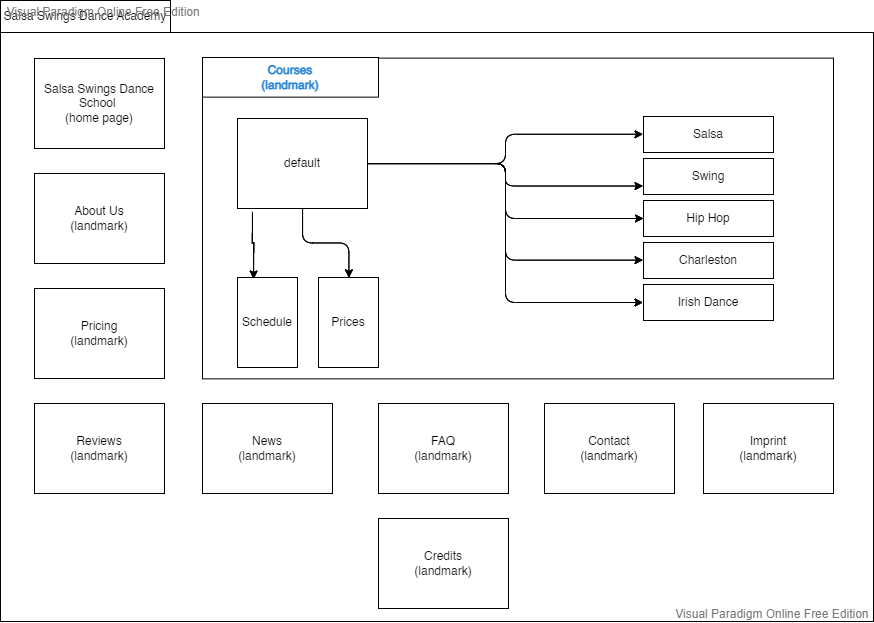 Visual Paradigm Online Free Edition
Salsa Swings Dance Academy
Salsa Swings Dance
School
(home page)
Courses
(landmark)
default
Salsa
Swing
Hip Hop
Charleston
Irish Dance
About Us
(landmark)
Schedule
Prices
Pricing
(landmark)
Reviews
(landmark)
News
(landmark)
FAQ
(landmark)
Contact
(landmark)
Imprint
(landmark)
Credits
(landmark)
Visual Paradigm Online Free Edition